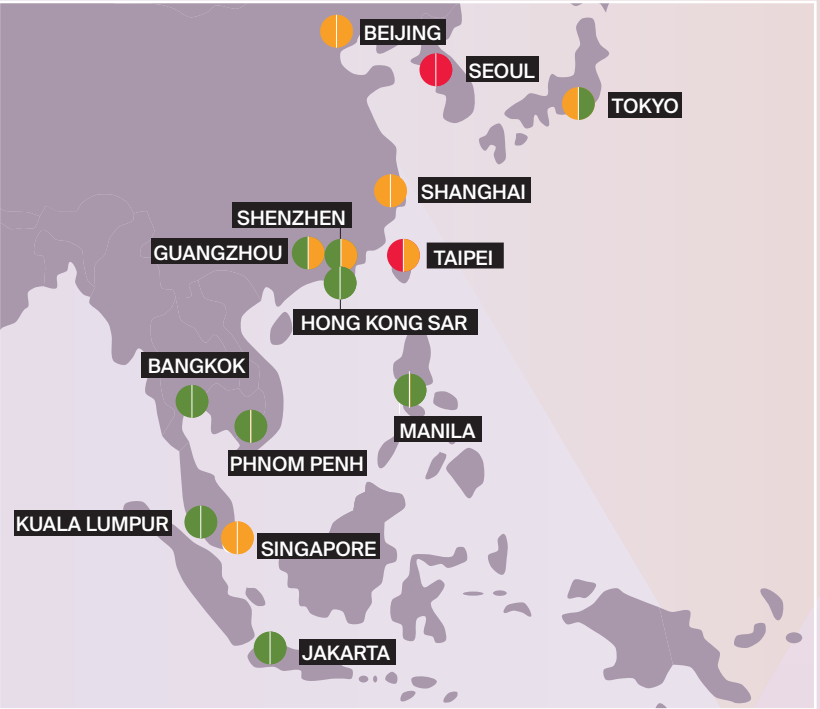 BEIJING
SEOUL
TOKYO
SHANGHAI
SHENZHEN
GUANGZHOU
TAIPEI
HONG KONG SAR
BANGKOK
MANILA
PHNOM PENH
KUALA LUMPUR
SINGAPORE
JAKARTA